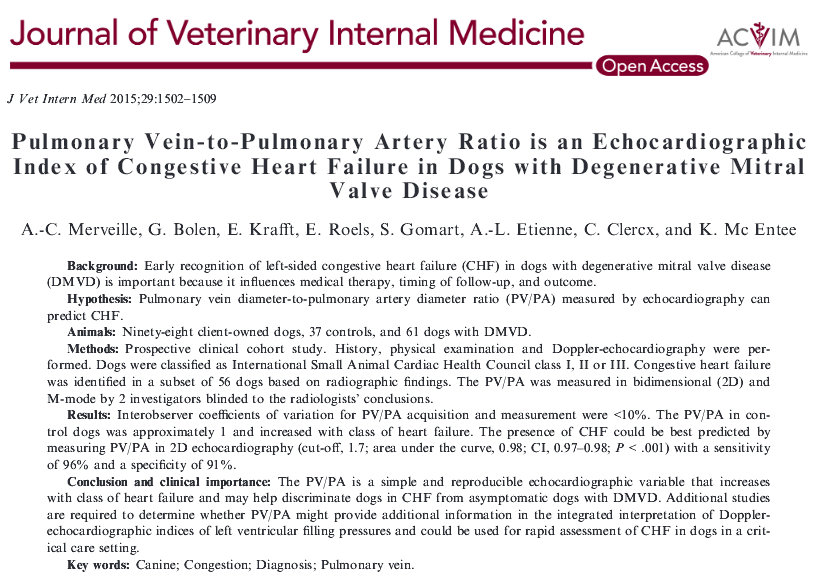 Journal of Veterinary Internal Medicine
ACVIM
American College of Veterinary Internal Medicine
Open Access
J Vet Intern Med 2015;29:1502–1509
Pulmonary Vein-to-Pulmonary Artery Ratio is an Echocardiographic
Index of Congestive Heart Failure in Dogs with Degenerative Mitral
Valve Disease
A.-C. Merveille, G. Bolen, E. Krafft, E. Roels, S. Gomart, A.-L. Etienne, C. Clercx, and K. Mc Entee
Background: Early recognition of left-sided congestive heart failure (CHF) in dogs with degenerative mitral valve disease
(DMVD) is important because it influences medical therapy, timing of follow-up, and outcome.
Hypothesis: Pulmonary vein diameter-to-pulmonary artery diameter ratio (PV/PA) measured by echocardiography can
predict CHF.
Animals: Ninety-eight client-owned dogs, 37 controls, and 61 dogs with DMVD.
Methods: Prospective clinical cohort study. History, physical examination and Doppler-echocardiography were per-
formed. Dogs were classified as International Small Animal Cardiac Health Council class I, II or III. Congestive heart failure
was identified in a subset of 56 dogs based on radiographic findings. The PV/PA was measured in bidimensional (2D) and
M-mode by 2 investigators blinded to the radiologists' conclusions.
Results: Interobserver coefficients of variation for PV/PA acquisition and measurement were <10%. The PV/PA in con-
trol dogs was approximately 1 and increased with class of heart failure. The presence of CHF could be best predicted by
measuring PV/PA in 2D echocardiography (cut-off, 1.7; area under the curve, 0.98; CI, 0.97–0.98; P < .001) with a sensitivity
of 96% and a specificity of 91%.
Conclusion and clinical importance: The PV/PA is a simple and reproducible echocardiographic variable that increases
with class of heart failure and may help discriminate dogs in CHF from asymptomatic dogs with DMVD. Additional studies
are required to determine whether PV/PA might provide additional information in the integrated interpretation of Doppler-
echocardiographic indices of left ventricular filling pressures and could be used for rapid assessment of CHF in dogs in a crit-
ical care setting.
Key words: Canine; Congestion; Diagnosis; Pulmonary vein.